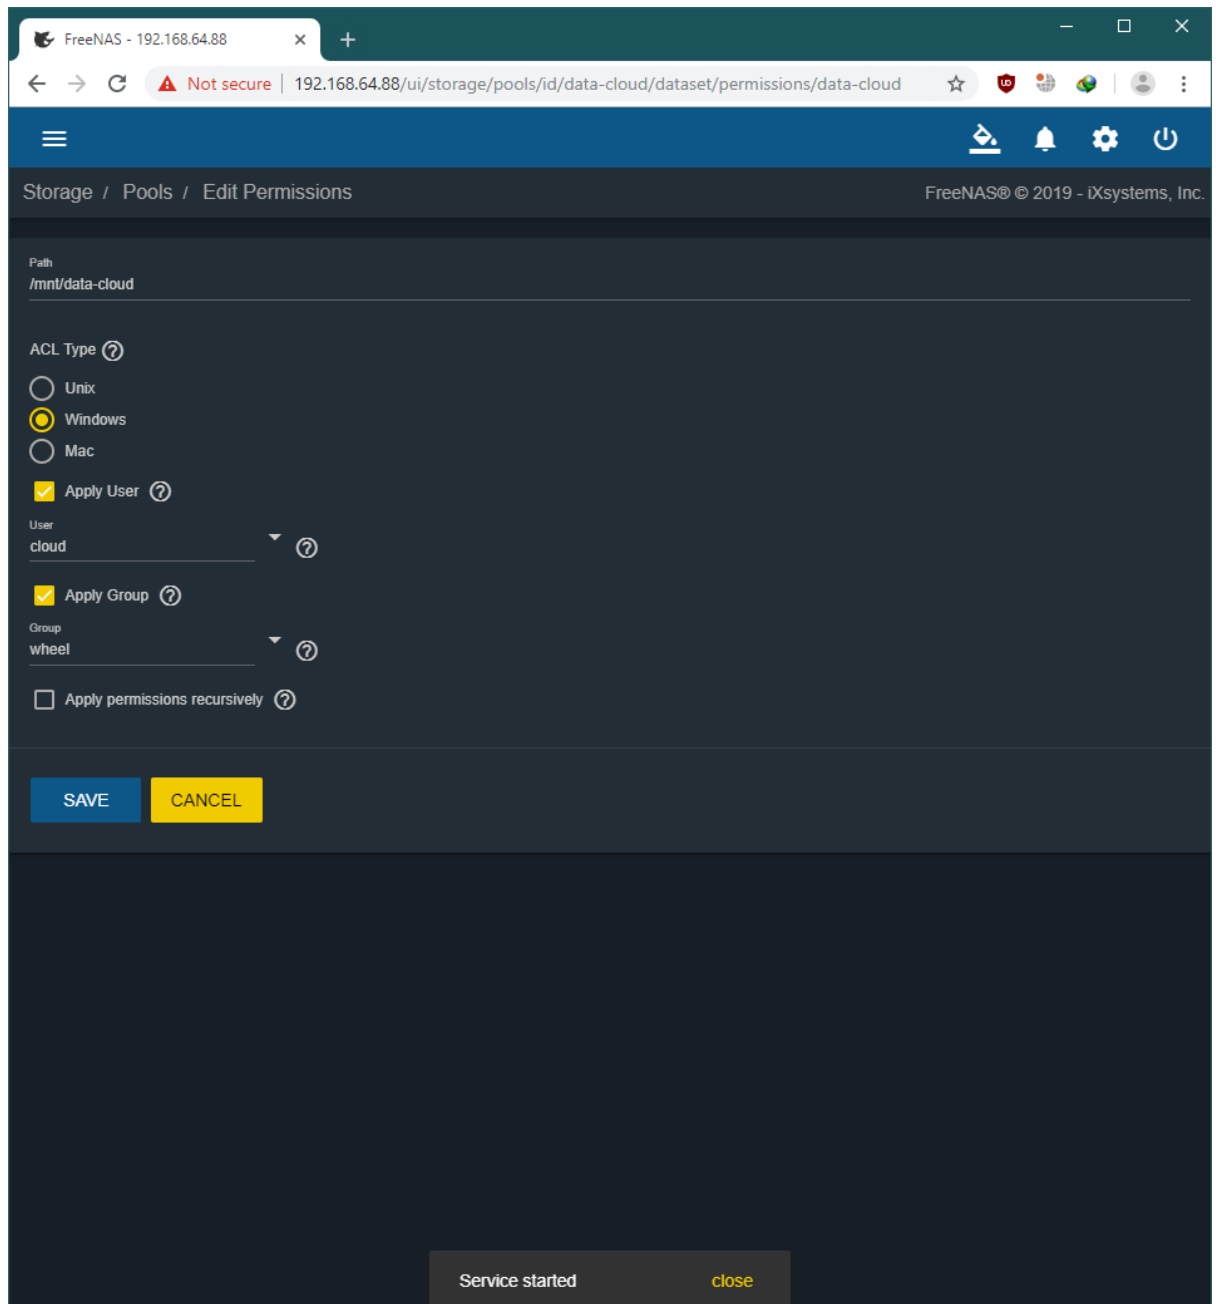 FreeNAS - 192.168.64.88
Not secure | 192.168.64.88/ui/storage/pools/id/data-cloud/dataset/permissions/data-cloud
Storage / Pools / Edit Permissions FreeNAS® © 2019 - iXsystems, Inc.
Path
/mnt/data-cloud
ACL Type
Unix
Windows
Mac
Apply User
User
cloud
Apply Group
Group
wheel
Apply permissions recursively
SAVE CANCEL
Service started close